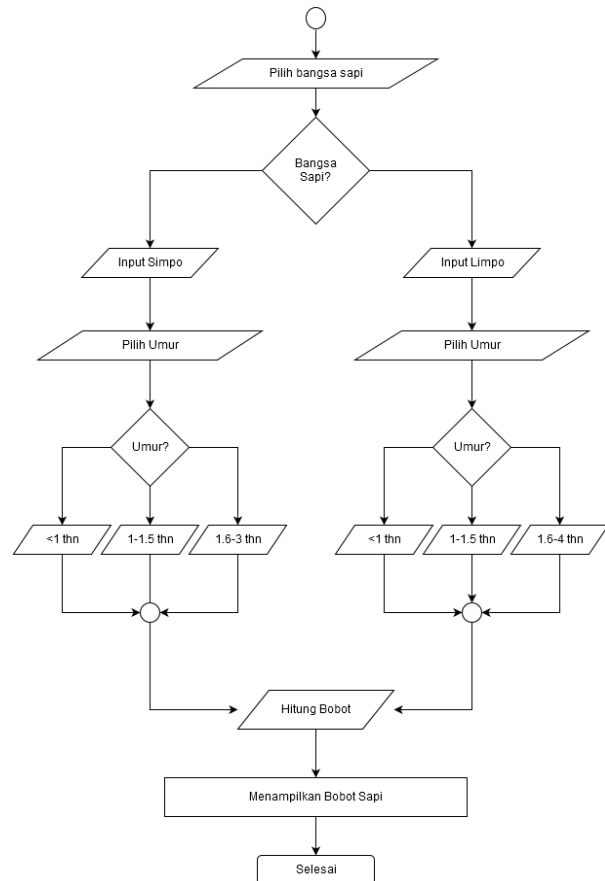 Pilih bangsa sapi
Bangsa
Sapi?
Input Simpo
Input Limpo
Pilih Umur
Pilih Umur
Umur?
Umur?
<1 thn
1-1.5 thn
1.6-3 thn
<1 thn
1-1.5 thn
1.6-4 thn
Hitung Bobot
Menampilkan Bobot Sapi
Selesai